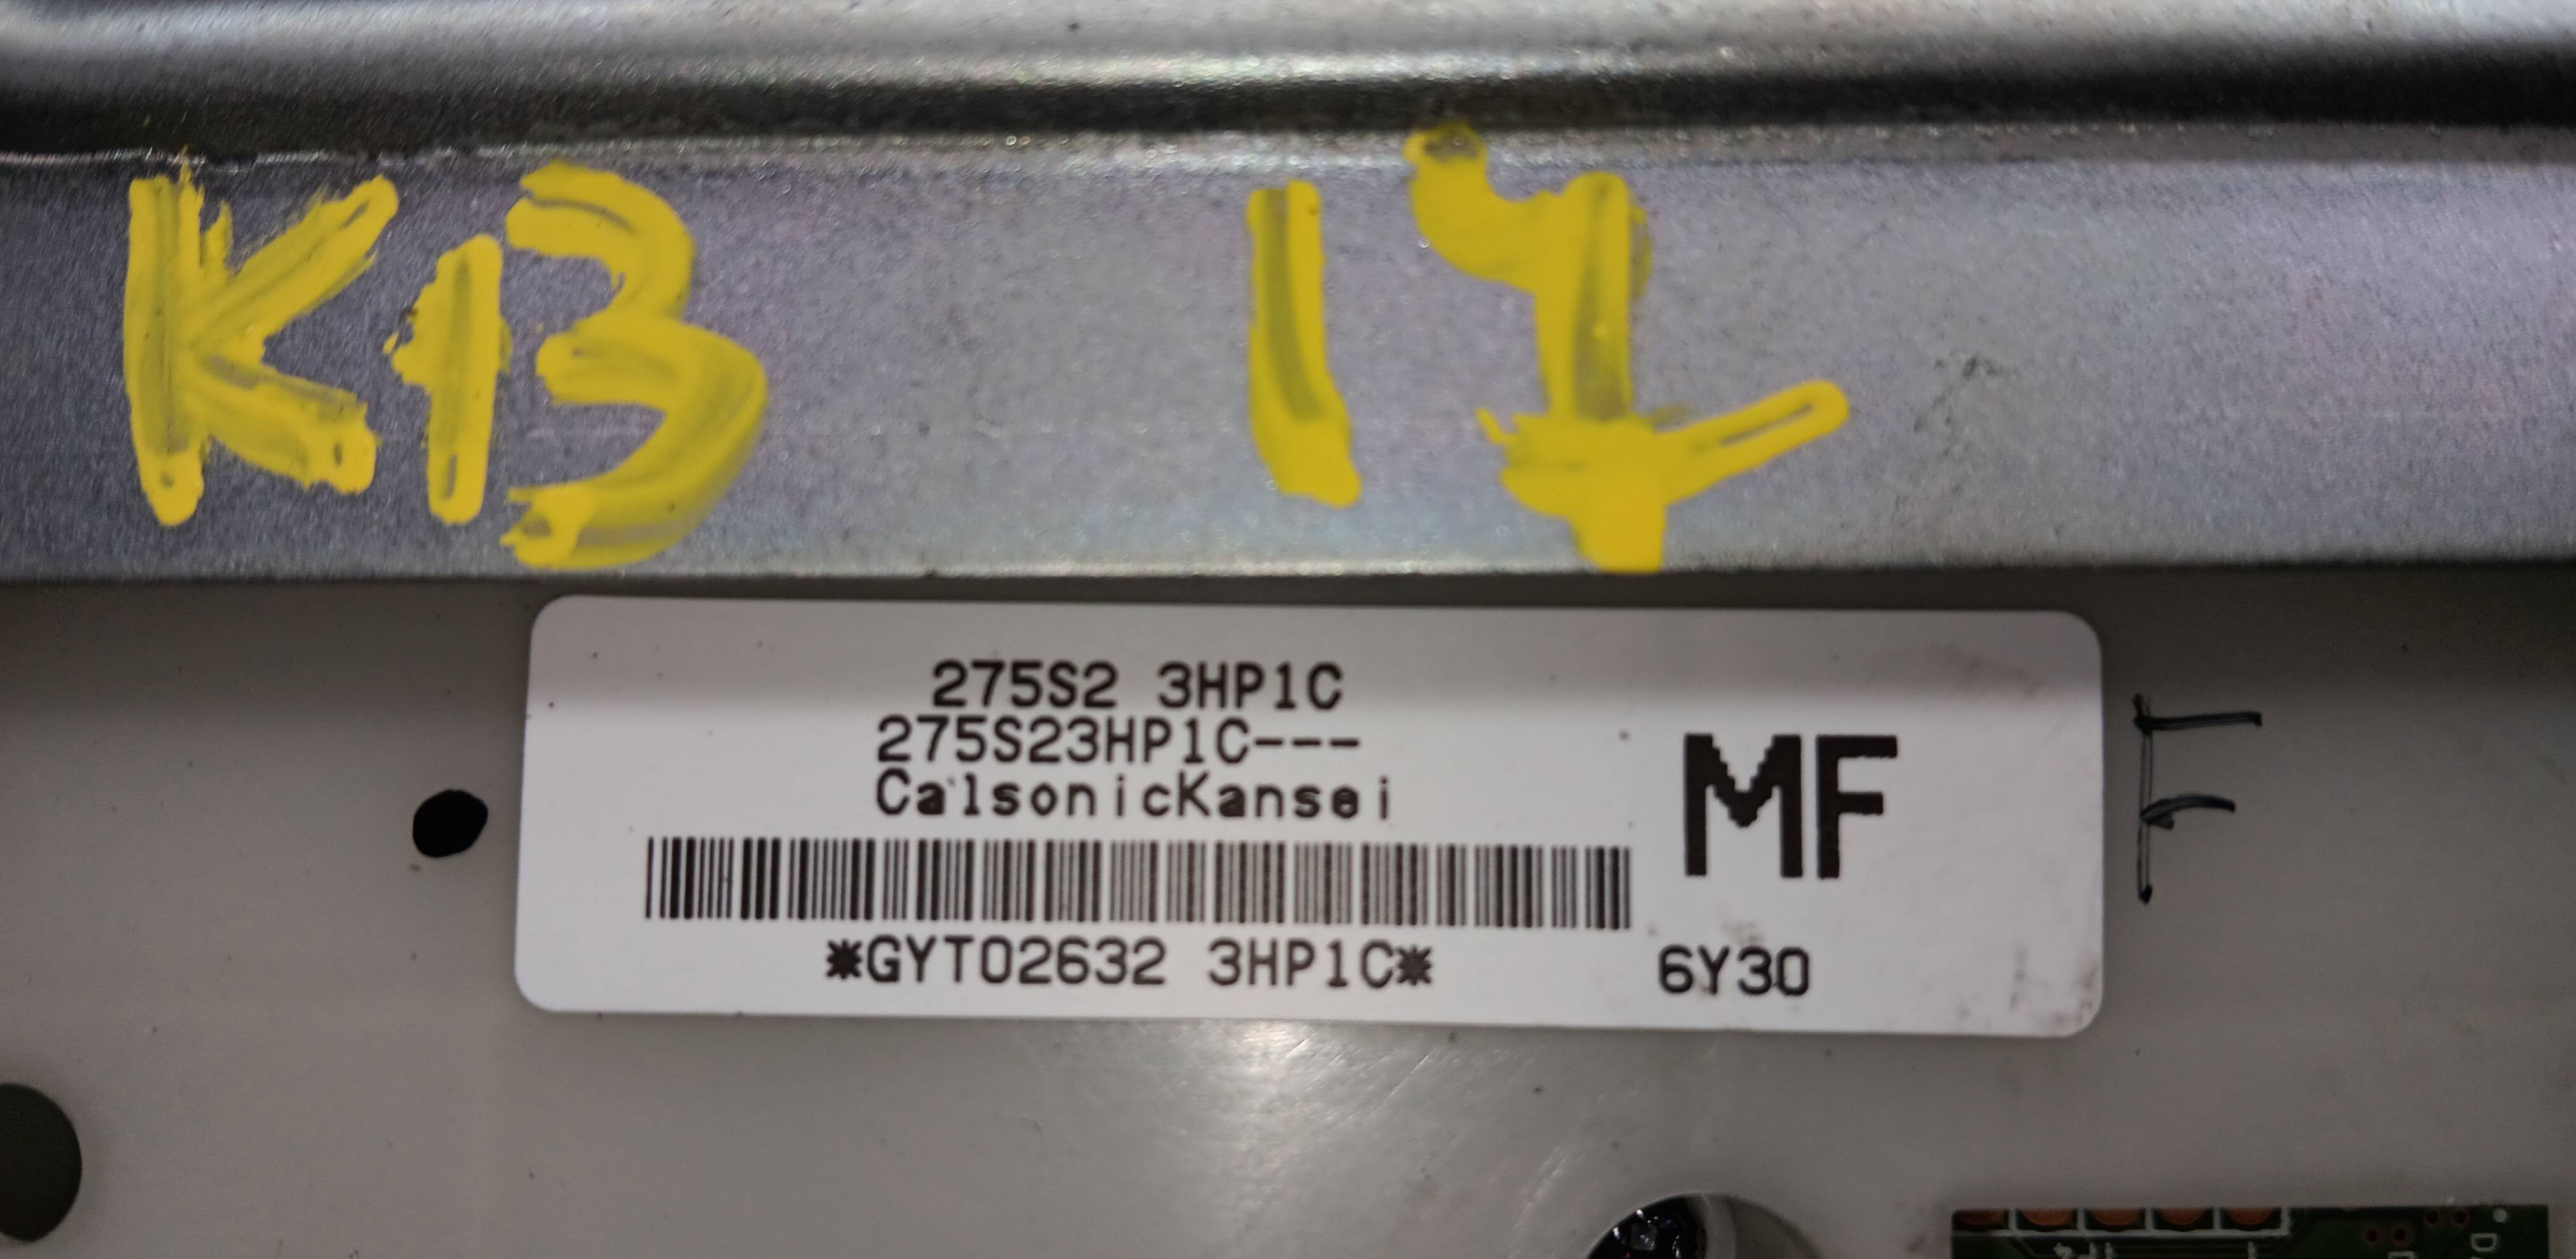 K13 17
275S2 3HP1C
275S23HP1C---
CalsonicKansei
MF
F
*GYT02632 3HP1C*
6Y30
D